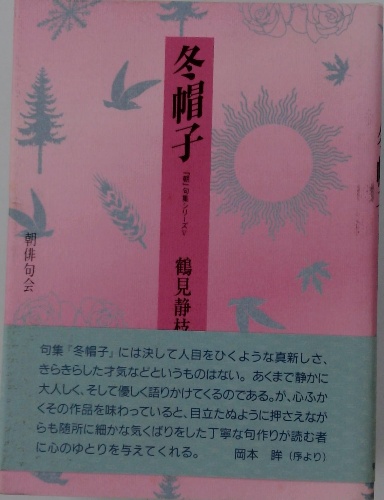 冬帽子
「朝」句集シリーズⅤ
鶴見静枝
朝俳句会
句集「冬帽子」には決して人目をひくような真新しさ、
きらきらした才気などというものはない。あくまで静かに
大人しく、そして優しく語りかけてくるのである。が、心ふか
くその作品を味わっていると、目立たぬように押さえなが
らも随所に細かな気くばりをした丁寧な句作りが読む者
に心のゆとりを与えてくれる。 岡本 眸(序より)